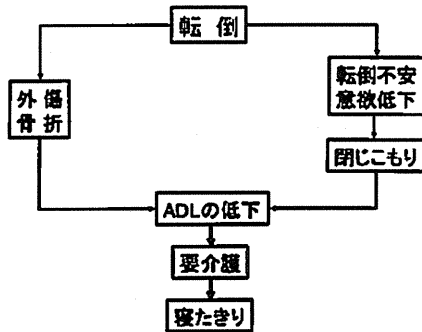 転倒
外傷
骨折
転倒不安
意欲低下
閉じこもり
ADLの低下
要介護
寝たきり